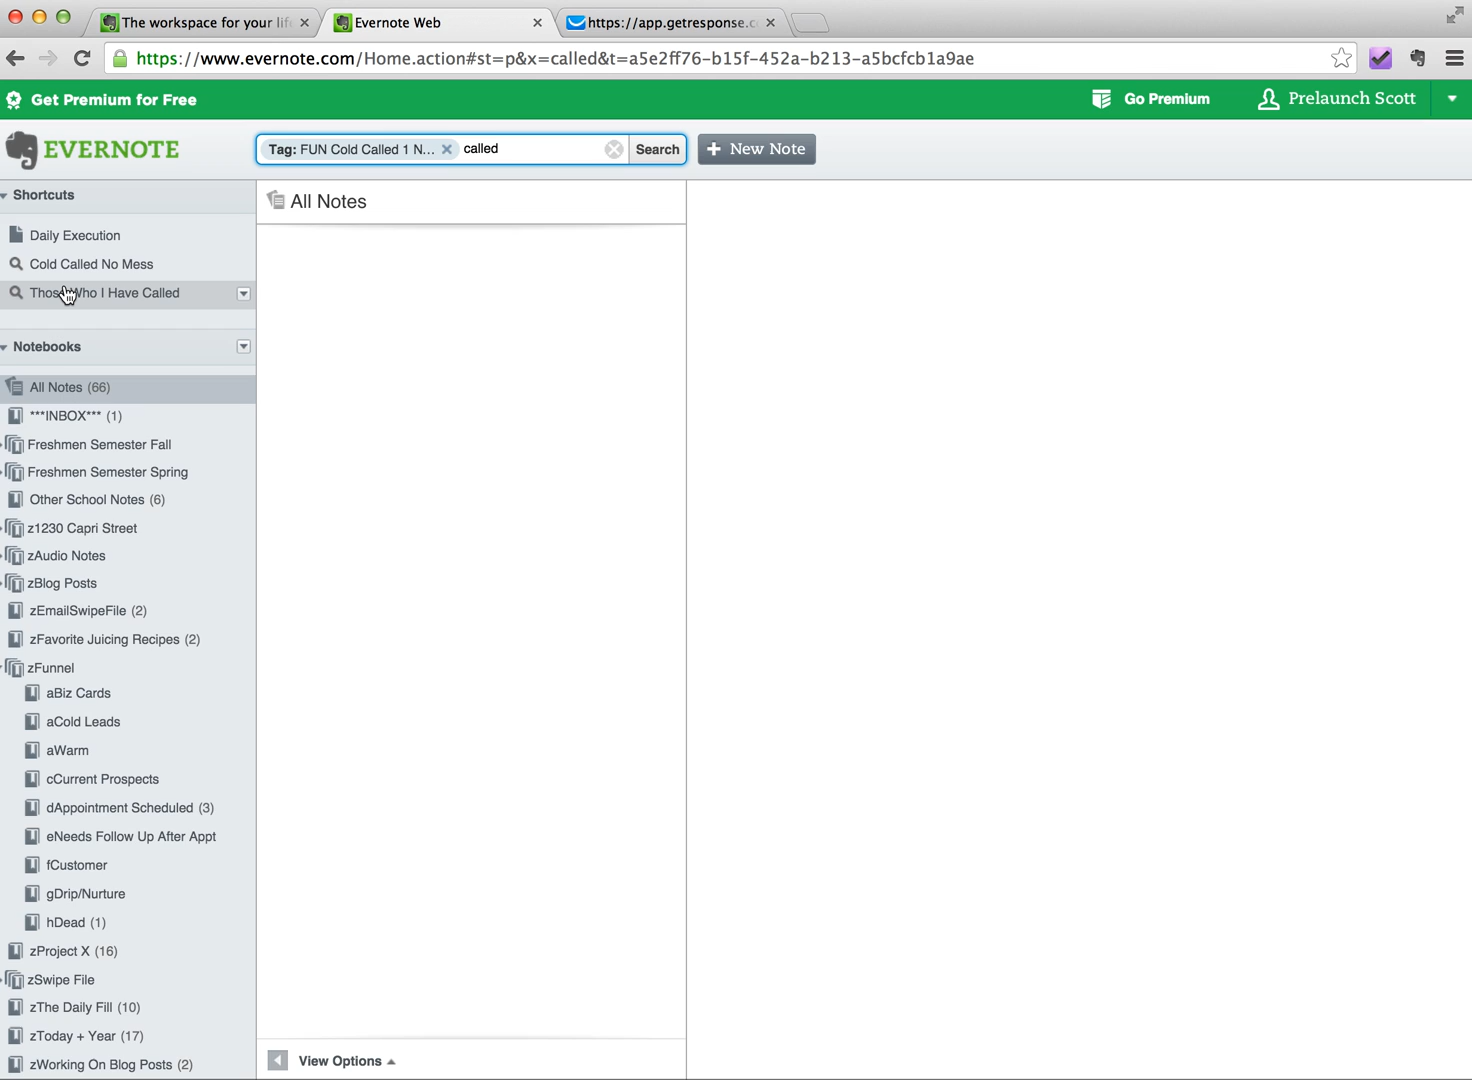 The workspace for your life
Evernote Web
https://app.getresponse.c
https://www.evernote.com/Home.action#st=p&x=called&t=a5e2ff76-b15f-452a-b213-a5bcfcb1a9ae
Get Premium for Free
Go Premium
Prelaunch Scott
EVERNOTE
Tag: FUN Cold Called 1 N... called
Search
+ New Note
Shortcuts
All Notes
Daily Execution
Cold Called No Mess
Those Who I Have Called
Notebooks
All Notes (66)
***INBOX*** (1)
Freshmen Semester Fall
Freshmen Semester Spring
Other School Notes (6)
z1230 Capri Street
zAudio Notes
zBlog Posts
zEmailSwipeFile (2)
zFavorite Juicing Recipes (2)
zFunnel
aBiz Cards
aCold Leads
aWarm
cCurrent Prospects
dAppointment Scheduled (3)
eNeeds Follow Up After Appt
fCustomer
gDrip/Nurture
hDead (1)
zProject X (16)
zSwipe File
zThe Daily Fill (10)
zToday + Year (17)
zWorking On Blog Posts (2)
View Options